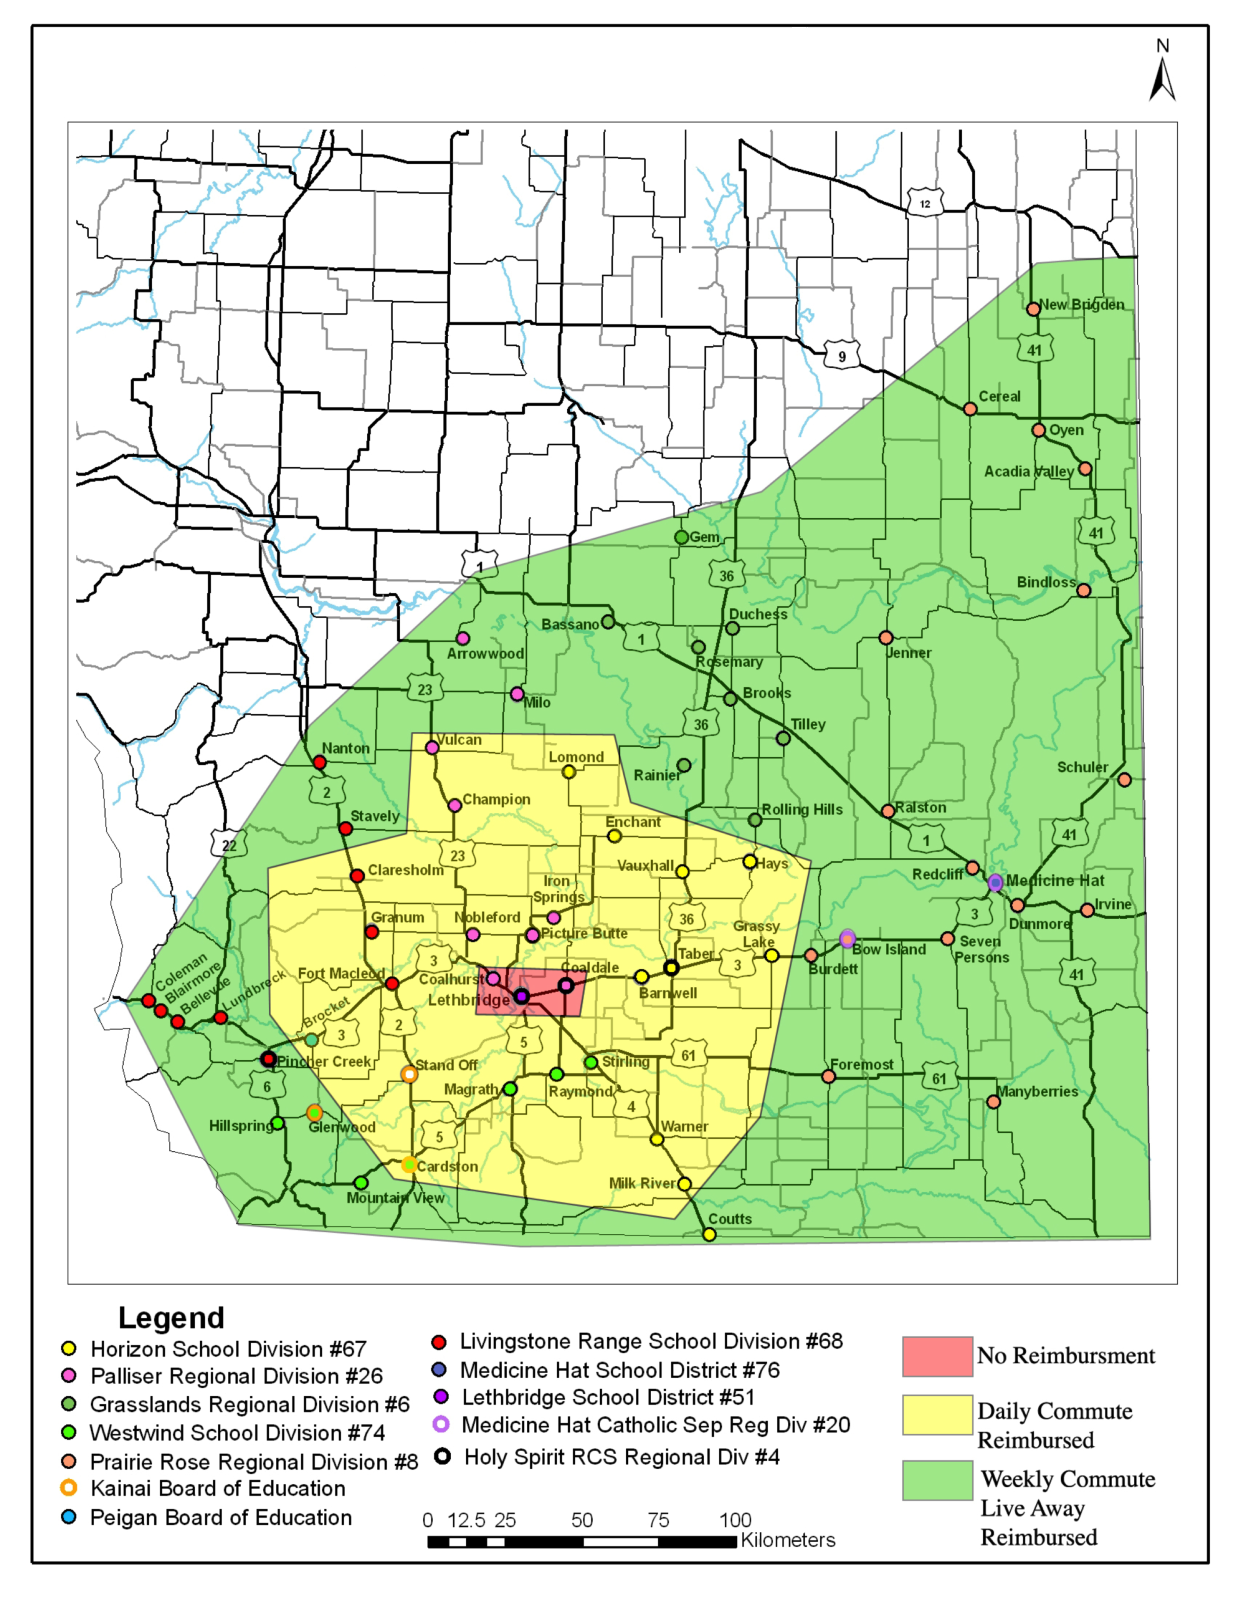 N
12
New Brigden
41
9
Cereal
Oyen
Acadia Valley
41
Gem
1
36
Bindloss
Duchess
Bassano
1
Jenner
Arrowwood
Rosemary
23
Brooks
Milo
36
Tilley
Vulcan
Nanton
Lomond
Rainier
Schuler
2
Champion
Rolling Hills
Ralston
Stavely
Enchant
41
1
22
23
Vauxhall
Hays
Claresholm
Redcliff
Medicine Hat
Iron
Springs
Irvine
Granum
Nobleford
36
3
Dunmore
Grassy
Lake
Picture Butte
Seven
Persons
Bow Island
Taber
3
3
Coleman
Blairmore
Bellevue
Lundbreck
Fort Macleod
Coalhurst
Coaldale
Burdett
41
Barnwell
Lethbridge
Brocket
3
2
5
Pincher Creek
Stand Off
Stirling
61
Foremost
61
6
Magrath
Raymond
Manyberries
4
Hillspring
Glenwood
5
Warner
Cardston
Mountain View
Milk River
Coutts
Legend
Horizon School Division #67
Palliser Regional Division #26
Grasslands Regional Division #6
Westwind School Division #74
Prairie Rose Regional Division #8
Kainai Board of Education
Peigan Board of Education
Livingstone Range School Division #68
Medicine Hat School District #76
Lethbridge School District #51
Medicine Hat Catholic Sep Reg Div #20
Holy Spirit RCS Regional Div #4
0 12.5 25 50 75 100
Kilometers
No Reimbursment
Daily Commute
Reimbursed
Weekly Commute
Live Away
Reimbursed